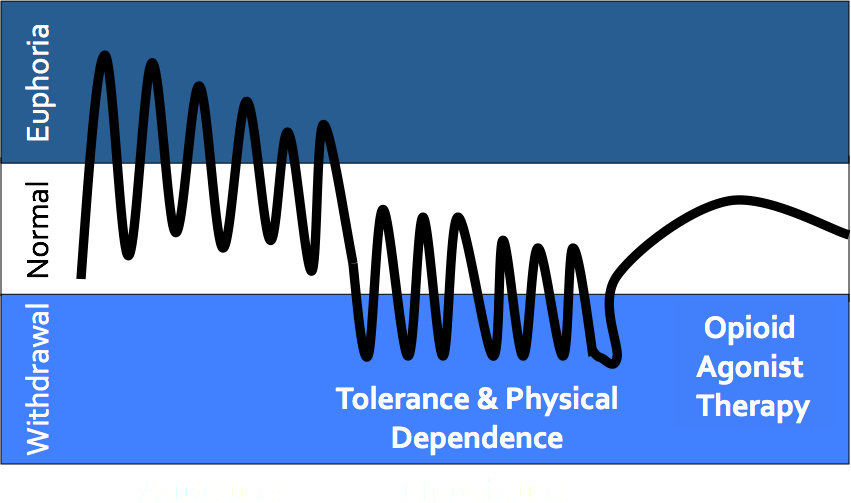 Euphoria
Normal
Withdrawal
Tolerance & Physical
Dependence
Opioid
Agonist
Therapy